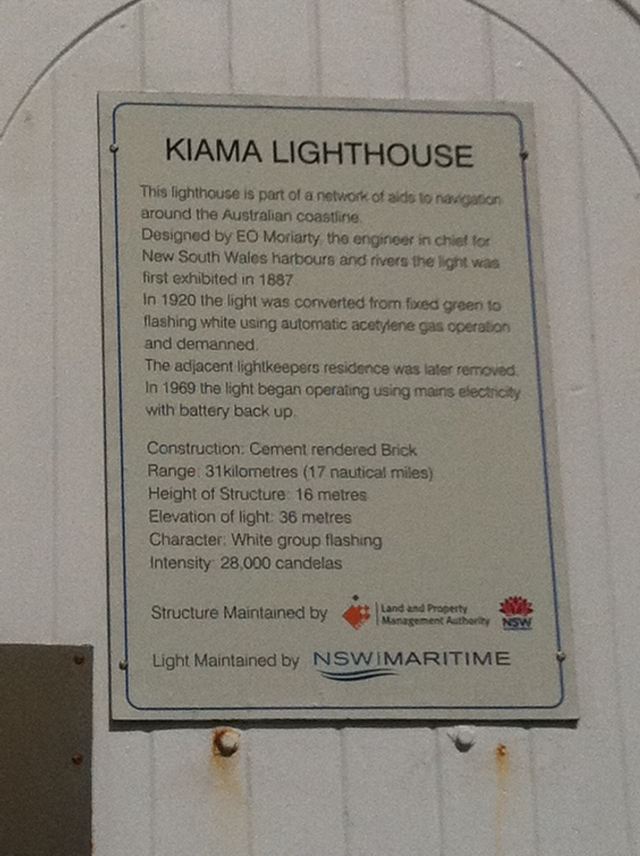 KIAMA LIGHTHOUSE
This lighthouse is part of a network of aids to navigation
around the Australian coastline.
Designed by EO Moriarty, the engineer in chief for
New South Wales harbours and rivers the light was
first exhibited in 1887
In 1920 the light was converted from fixed green to
flashing white using automatic acetylene gas operation
and demanned.
The adjacent lightkeepers residence was later removed.
In 1969 the light began operating using mains electricity
with battery back up.
Construction: Cement rendered Brick
Range: 31kilometres (17 nautical miles)
Height of Structure: 16 metres
Elevation of light: 36 metres
Character: White group flashing
Intensity: 28,000 candelas
Structure Maintained by Land and Property
Management Authority NSW
Light Maintained by NSW MARITIME